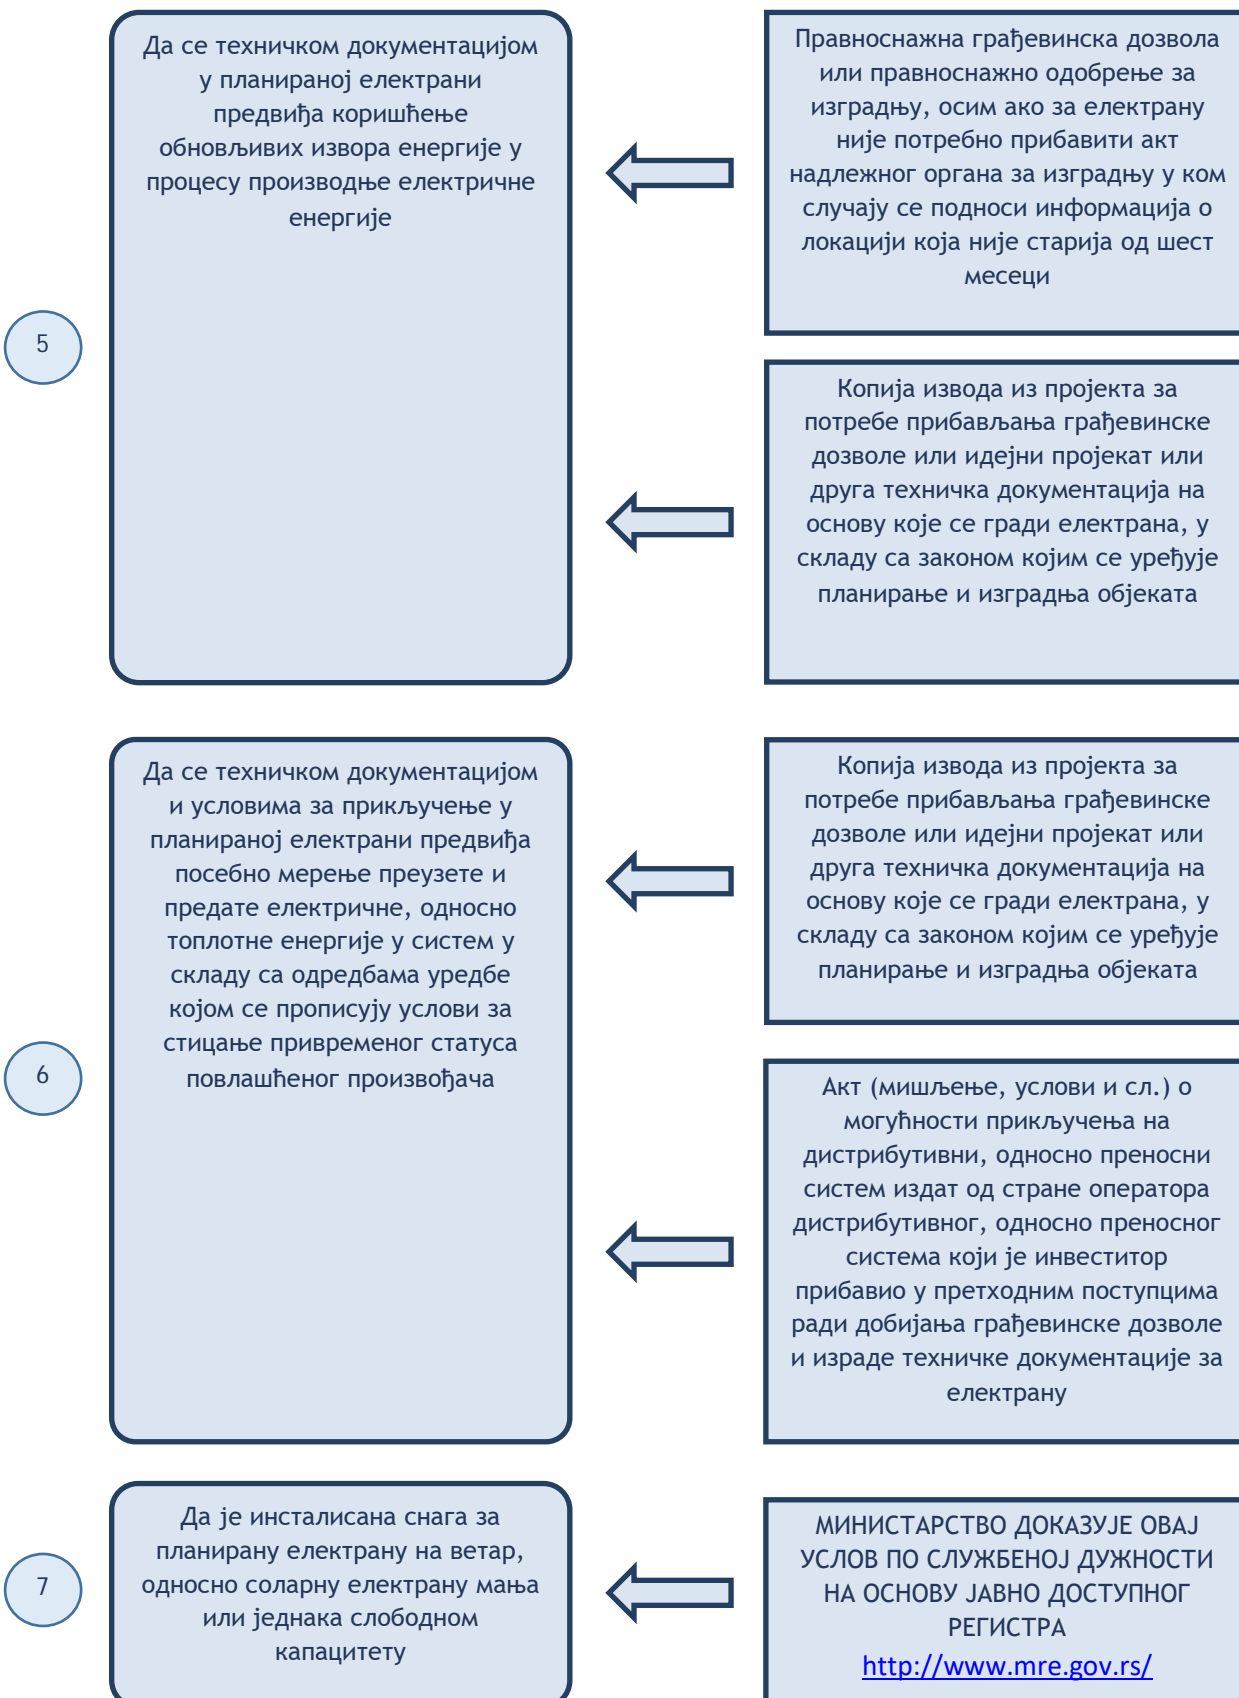 Да се техничком документацијом
у планираној електрани
предвиђа коришћење
обновљивих извора енергије у
процесу производње електричне
енергије
Правноснажна грађевинска дозвола
или правноснажно одобрење за
изградњу, осим ако за електрану
није потребно прибавити акт
надлежног органа за изградњу у ком
случају се подноси информација о
локацији која није старија од шест
месеци
5
Копија извода из пројекта за
потребе прибављања грађевинске
дозволе или идејни пројекат или
друга техничка документација на
основу које се гради електрана, у
складу са законом којим се уређује
планирање и изградња објеката
Да се техничком документацијом
и условима за прикључење у
планираној електрани предвиђа
посебно мерење преузете и
предате електричне, односно
топлотне енергије у систем у
складу са одредбама уредбе
којом се прописују услови за
стицање привременог статуса
повлашћеног произвођача
Копија извода из пројекта за
потребе прибављања грађевинске
дозволе или идејни пројекат или
друга техничка документација на
основу које се гради електрана, у
складу са законом којим се уређује
планирање и изградња објеката
6
Акт (мишљење, услови и сл.) о
могућности прикључења на
дистрибутивни, односно преносни
систем издат од стране оператора
дистрибутивног, односно преносног
система који је инвеститор
прибавио у претходним поступцима
ради добијања грађевинске дозволе
и израде техничке документације за
електрану
7
Да је инсталисана снага за
планирану електрану на ветар,
односно соларну електрану мања
или једнака слободном
капацитету
МИНИСТАРСТВО ДОКАЗУЈЕ ОВАЈ
УСЛОВ ПО СЛУЖБЕНОЈ ДУЖНОСТИ
НА ОСНОВУ ЈАВНО ДОСТУПНОГ
РЕГИСТРА
http://www.mre.gov.rs/